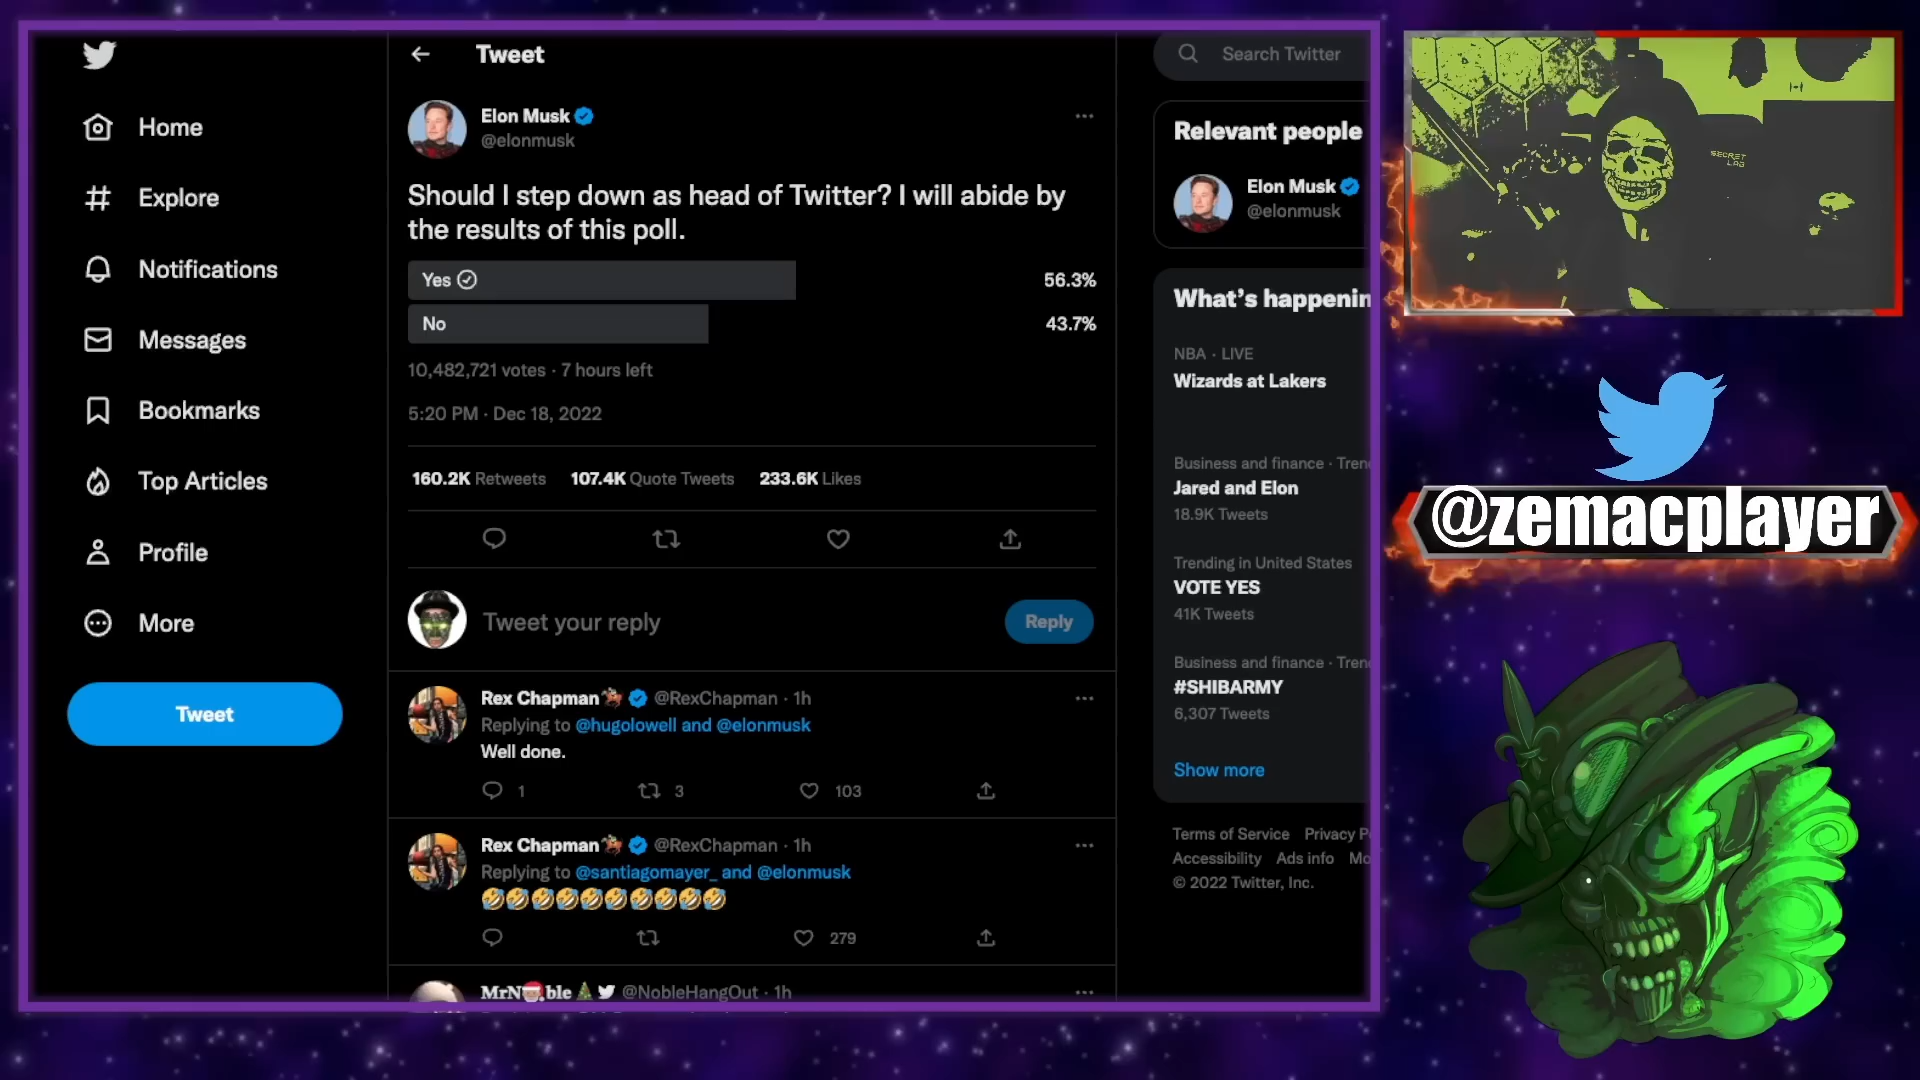 Home
Explore
Notifications
Messages
Bookmarks
Top Articles
Profile
More
Tweet
Tweet
Elon Musk
@elonmusk
Should I step down as head of Twitter? I will abide by
the results of this poll.
Yes 56.3%
No 43.7%
10,482,721 votes · 7 hours left
5:20 PM · Dec 18, 2022
160.2K Retweets 107.4K Quote Tweets 233.6K Likes
Tweet your reply
Reply
Rex Chapman🏇 @RexChapman · 1h
Replying to @hugolowell and @elonmusk
Well done.
1 3 103
Rex Chapman🏇 @RexChapman · 1h
Replying to @santiagomayer_ and @elonmusk
🤣🤣🤣🤣🤣🤣🤣🤣🤣🤣
279
MrN🎅ble🎄 @NobleHangOut · 1h
Search Twitter
Relevant people
Elon Musk
@elonmusk
What's happenin
NBA · LIVE
Wizards at Lakers
Business and finance · Tren
Jared and Elon
18.9K Tweets
Trending in United States
VOTE YES
41K Tweets
Business and finance · Tren
#SHIBARMY
6,307 Tweets
Show more
Terms of Service Privacy P
Accessibility Ads info Mo
© 2022 Twitter, Inc.
SECRET
LAB
@zemacplayer